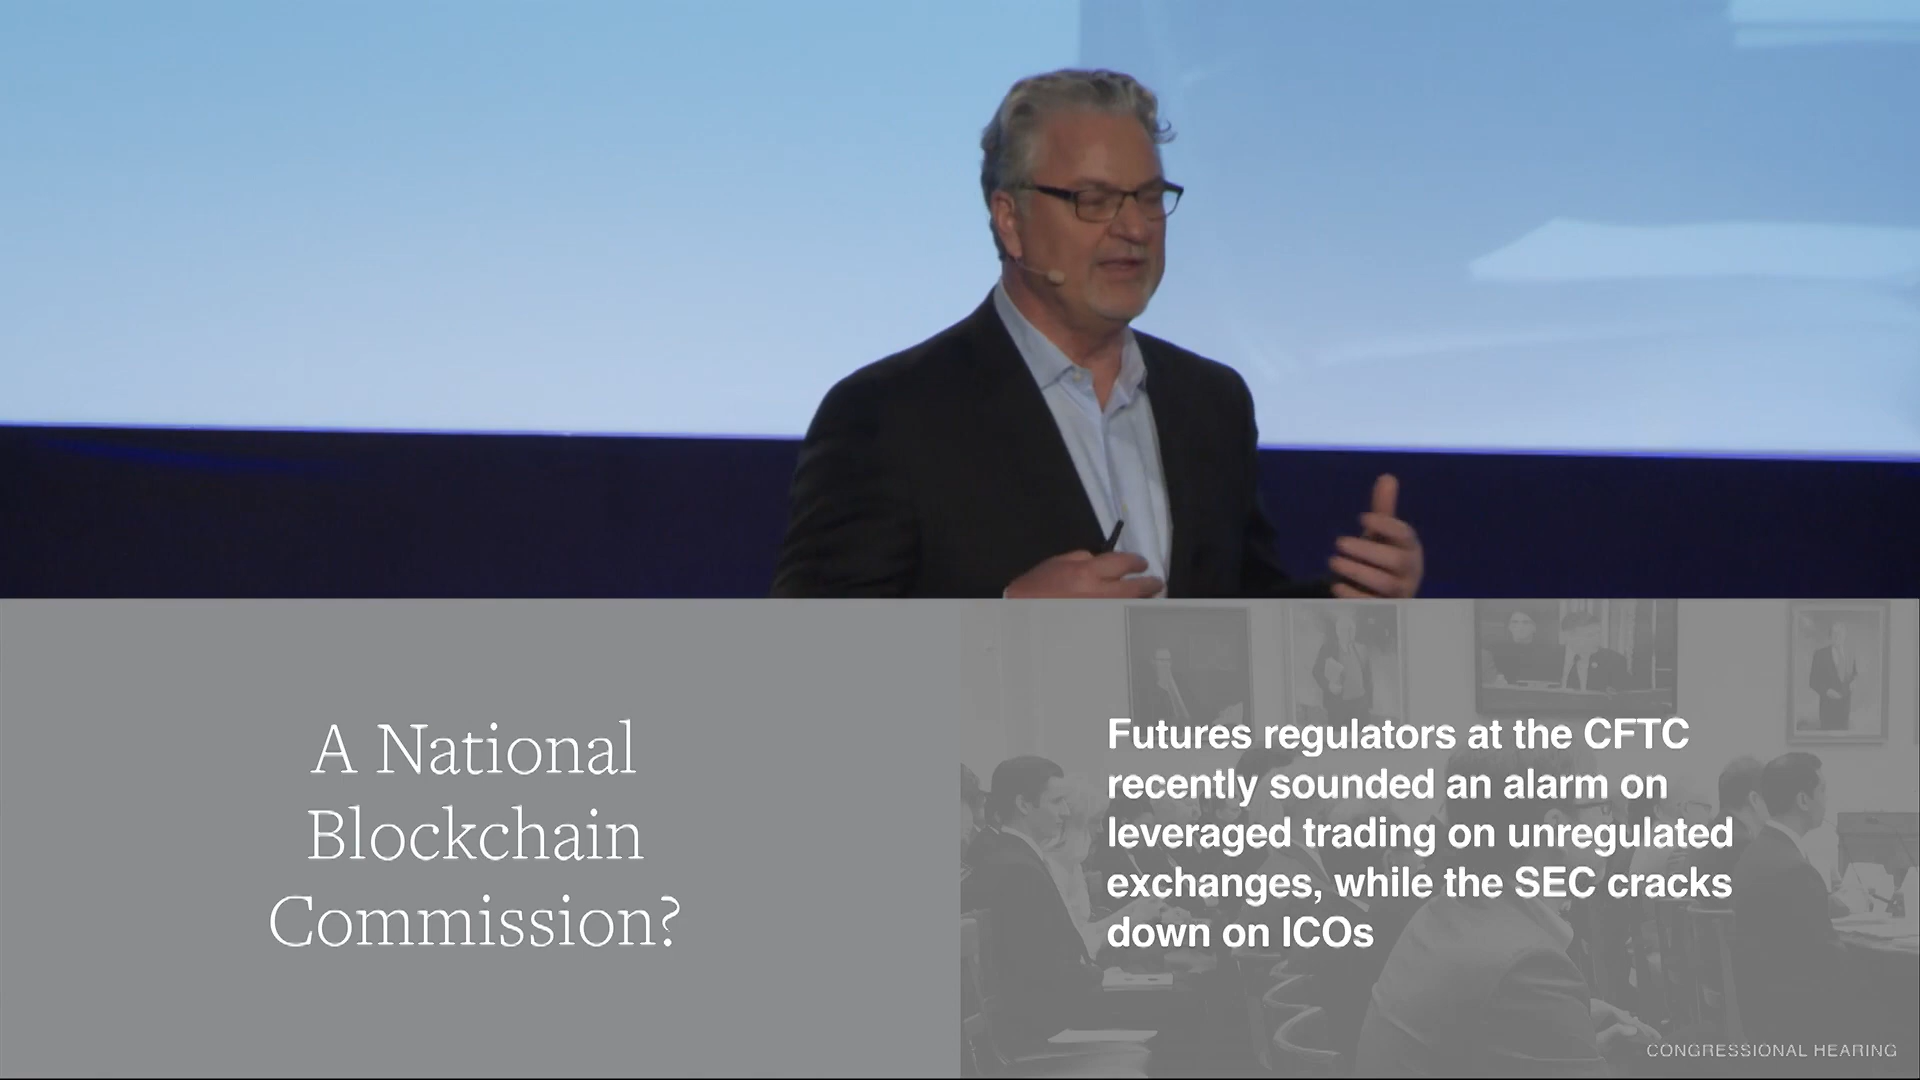 A National
Blockchain
Commission?
Futures regulators at the CFTC
recently sounded an alarm on
leveraged trading on unregulated
exchanges, while the SEC cracks
down on ICOs
CONGRESSIONAL HEARING